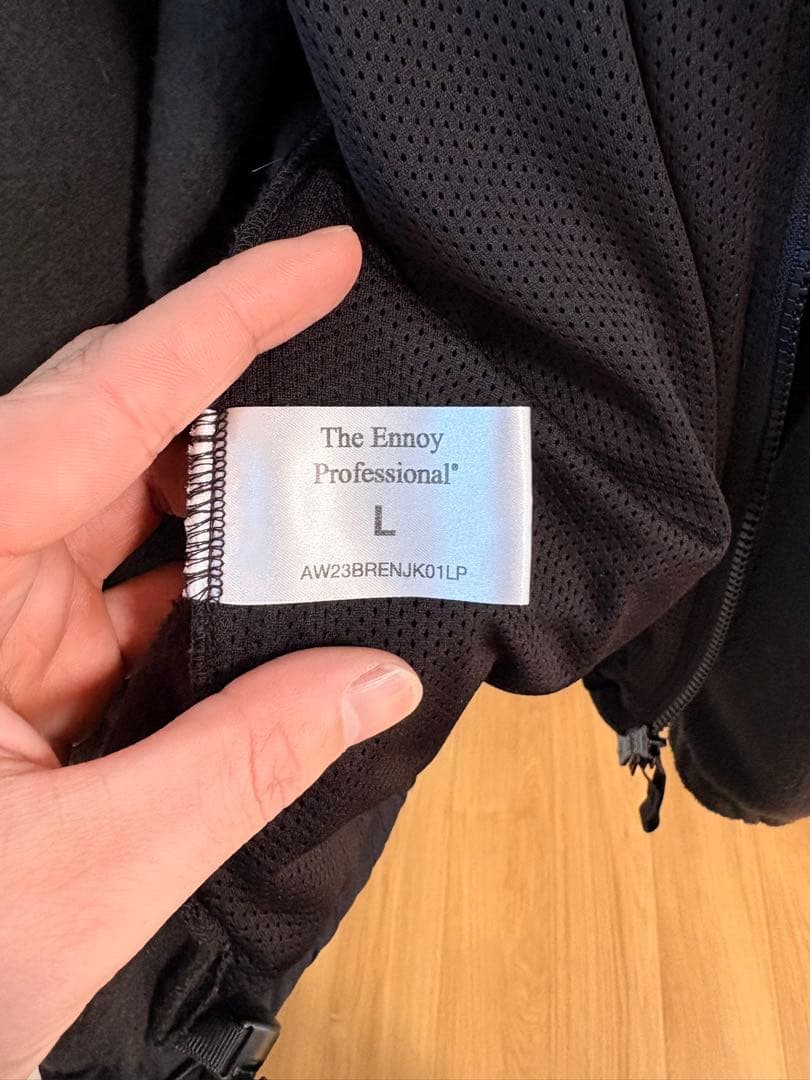 The Ennoy
Professional®
L
AW23BRENJK01LP